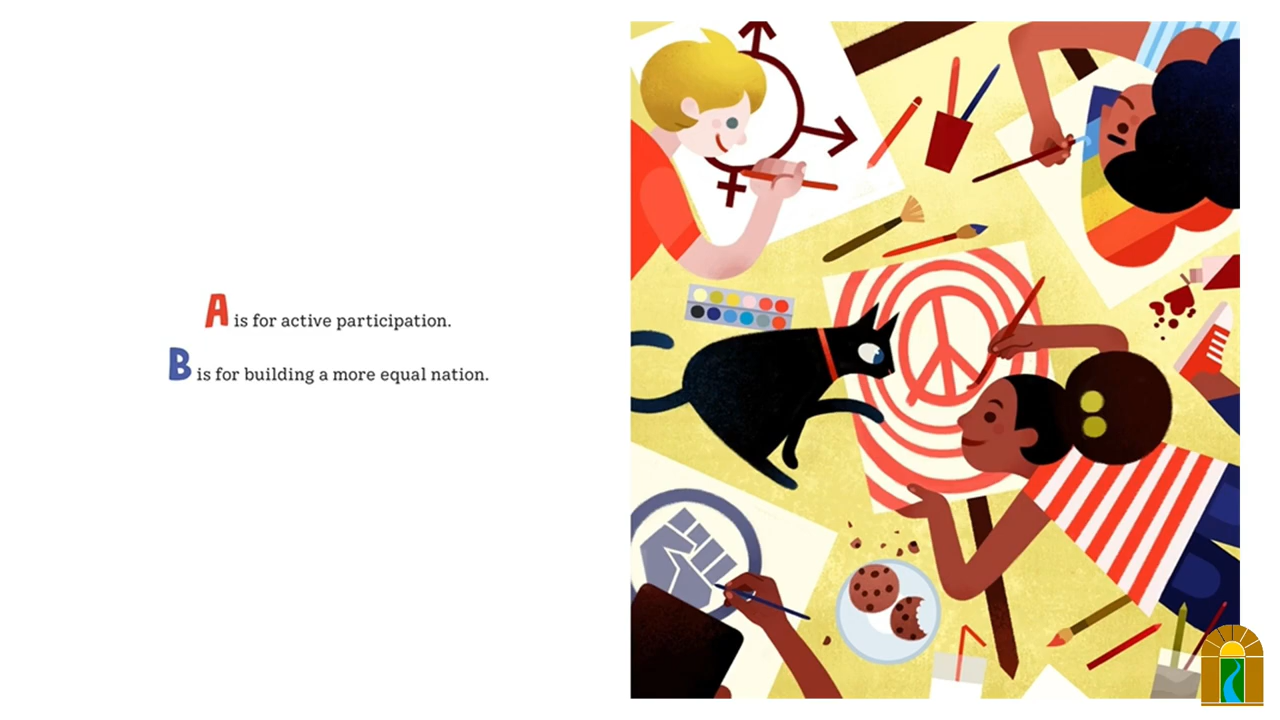 A is for active participation.
B is for building a more equal nation.